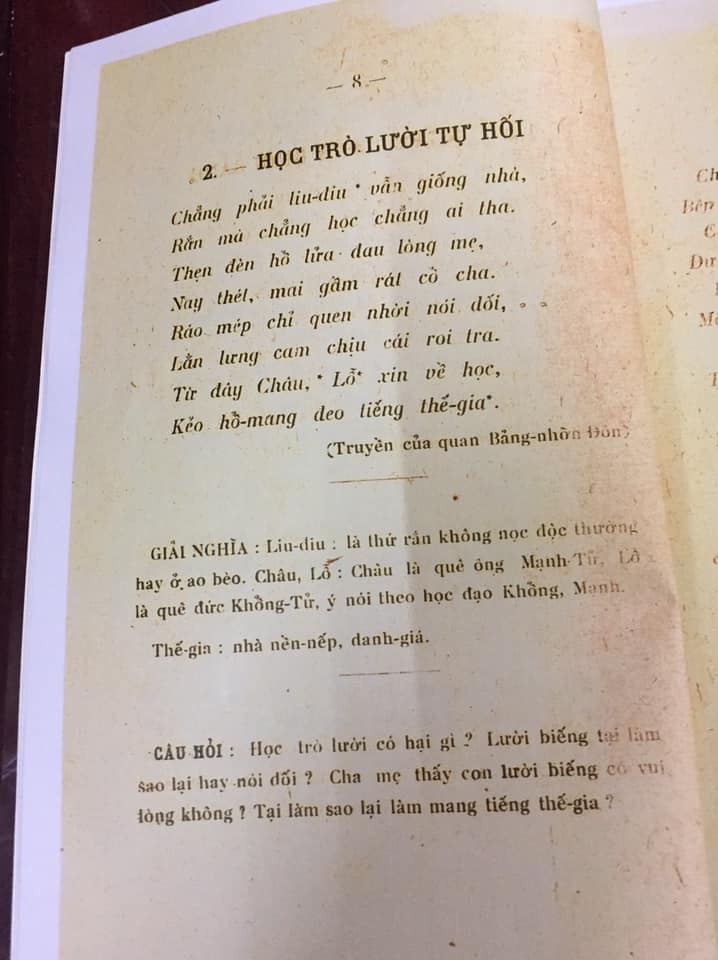 — 8 —
2. — HỌC TRÒ LƯỜI TỰ HỐI
Chẳng phải liu-diu * vẫn giống nhà,
Rắn mà chẳng học chẳng ai tha.
Thẹn đèn hồ lửa đau lòng mẹ,
Nay thét, mai gầm rát cổ cha.
Ráo mép chỉ quen nhời nói dối,
Lằn lưng cam chịu cái roi tra.
Từ đây Châu, * Lỗ * xin về học,
Kẻo hồ-mang đeo tiếng thế-gia *.
(Truyền của quan Bảng-nhỡn Đôn)
GIẢI NGHĨA : Liu-diu : là thứ rắn không nọc độc thường
hay ở ao bèo. Châu, Lỗ : Châu là quê ông Mạnh-Tử, Lỗ
là quê đức Khổng-Tử, ý nói theo học đạo Khổng, Mạnh.
Thế-gia : nhà nền-nếp, danh-giá.
CÂU HỎI : Học trò lười có hại gì ? Lười biếng tại làm
sao lại hay nói dối ? Cha mẹ thấy con lười biếng có vui
lòng không ? Tại làm sao lại làm mang tiếng thế-gia ?
Ch
Bên
C
Dư
M